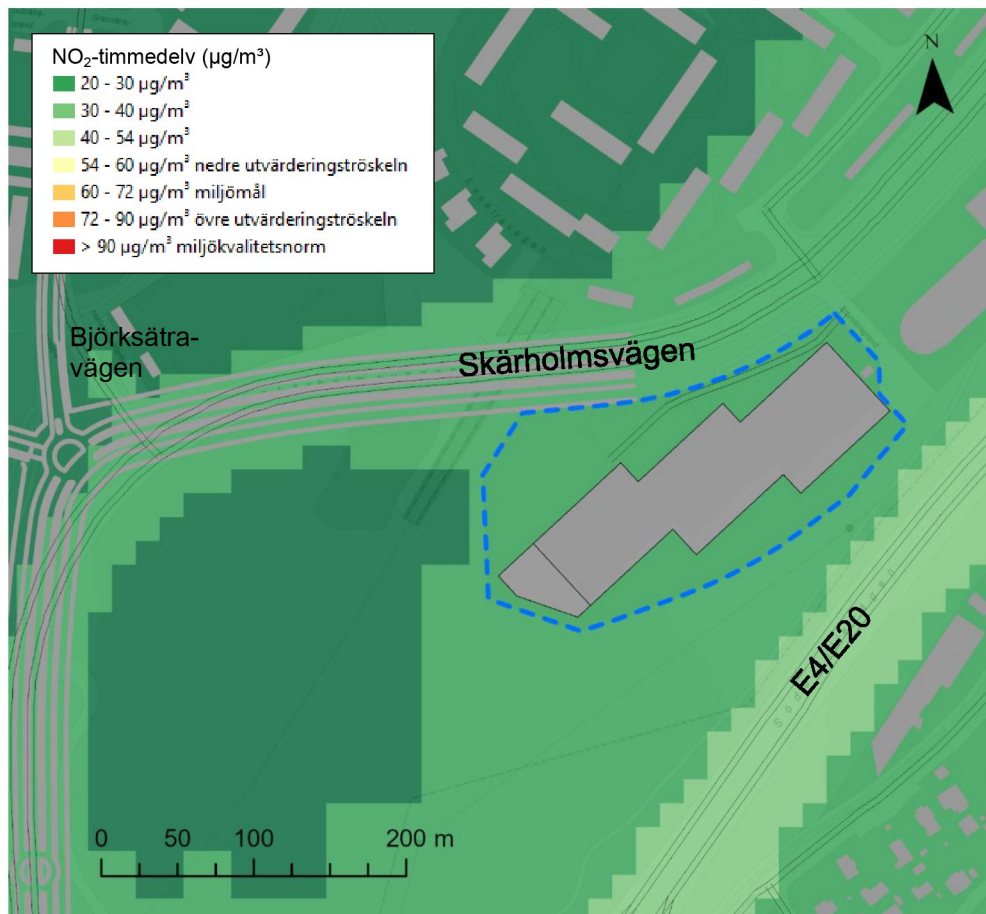 NO₂-timmedelv (µg/m³)
20 - 30 µg/m³
30 - 40 µg/m³
40 - 54 µg/m³
54 - 60 µg/m³ nedre utvärderingströskeln
60 - 72 µg/m³ miljömål
72 - 90 µg/m³ övre utvärderingströskeln
> 90 µg/m³ miljökvalitetsnorm
N
Björksätra-
vägen
Skärholmsvägen
E4/E20
0 50 100 200 m